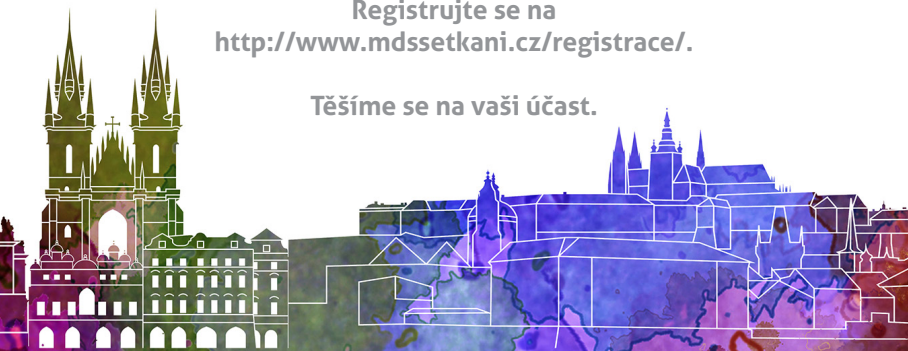 Registrujte se na
http://www.mdssetkani.cz/registrace/.
Těšíme se na vaši účast.